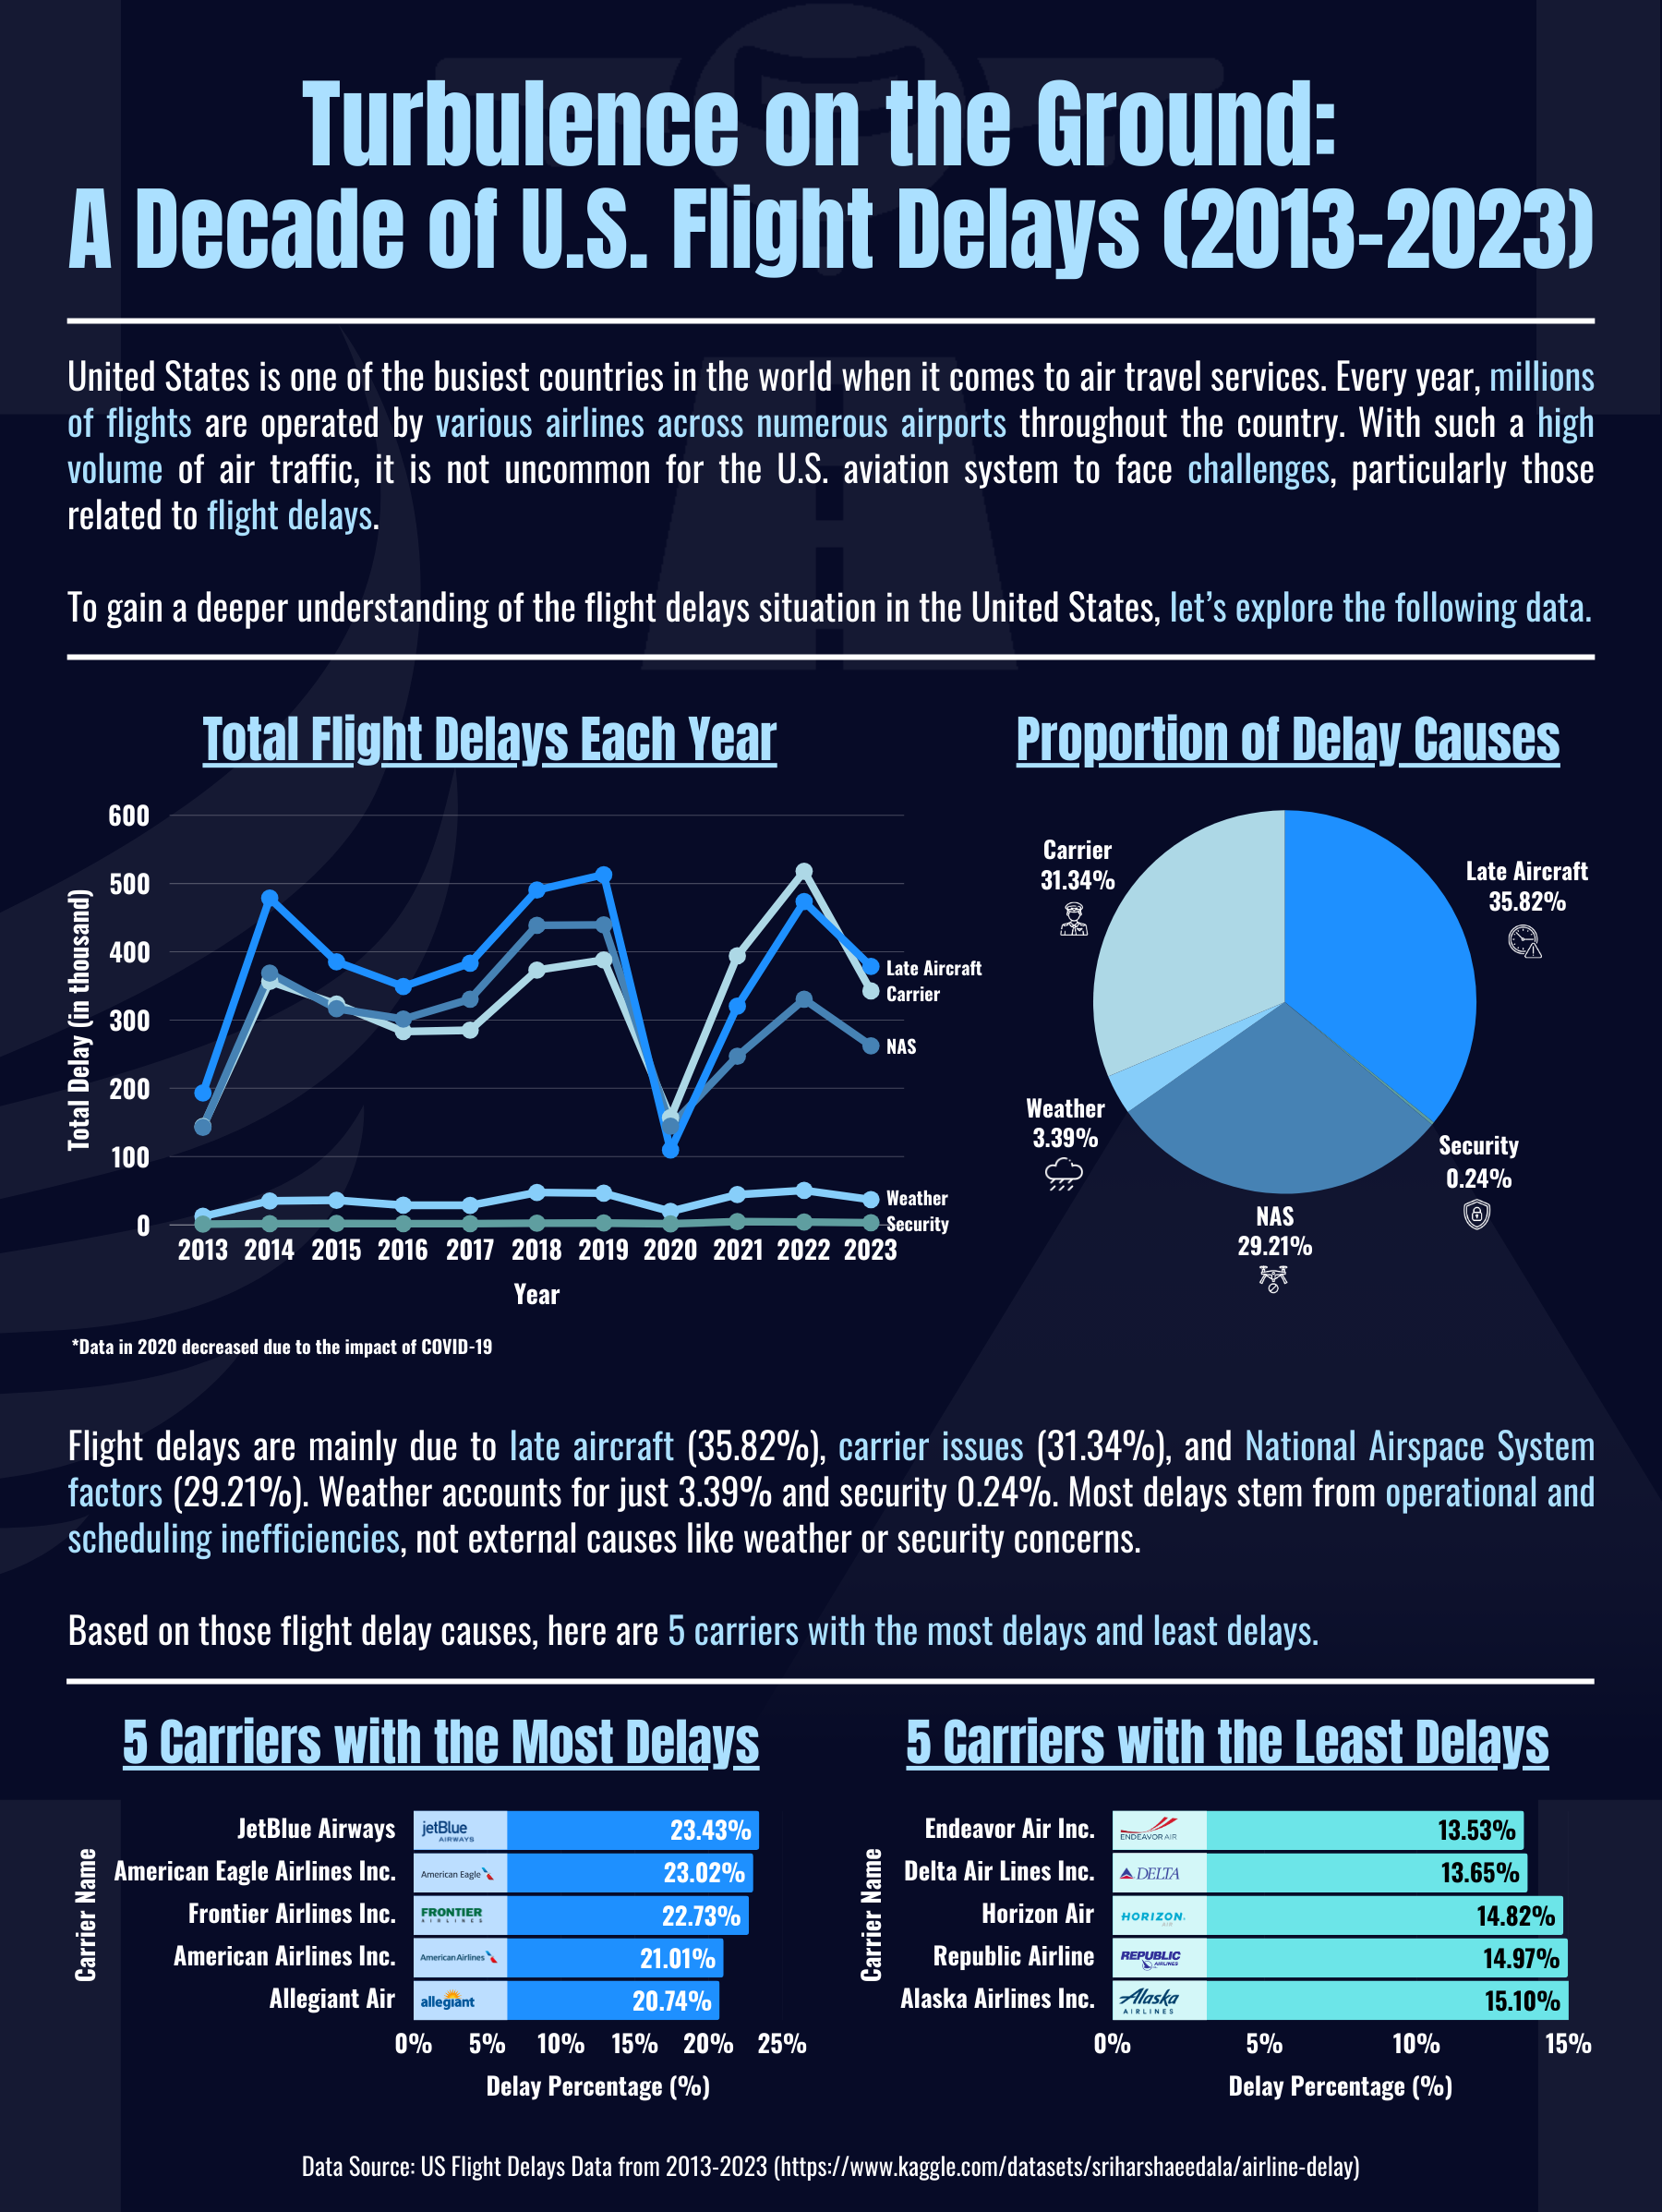 Turbulence on the Ground:
A Decade of U.S. Flight Delays (2013-2023)
United States is one of the busiest countries in the world when it comes to air travel services. Every year, millions
of flights are operated by various airlines across numerous airports throughout the country. With such a high
volume of air traffic, it is not uncommon for the U.S. aviation system to face challenges, particularly those
related to flight delays.
To gain a deeper understanding of the flight delays situation in the United States, let's explore the following data.
Total Flight Delays Each Year
Total Delay (in thousand)
600
500
400
300
200
100
0
Late Aircraft
Carrier
NAS
Weather
Security
2013 2014 2015 2016 2017 2018 2019 2020 2021 2022 2023
Year
*Data in 2020 decreased due to the impact of COVID-19
Proportion of Delay Causes
Carrier
31.34%
Late Aircraft
35.82%
Weather
3.39%
Security
0.24%
NAS
29.21%
Flight delays are mainly due to late aircraft (35.82%), carrier issues (31.34%), and National Airspace System
factors (29.21%). Weather accounts for just 3.39% and security 0.24%. Most delays stem from operational and
scheduling inefficiencies, not external causes like weather or security concerns.
Based on those flight delay causes, here are 5 carriers with the most delays and least delays.
5 Carriers with the Most Delays
Carrier Name
JetBlue Airways jetBlue AIRWAYS 23.43%
American Eagle Airlines Inc. American Eagle 23.02%
Frontier Airlines Inc. FRONTIER AIRLINES 22.73%
American Airlines Inc. American Airlines 21.01%
Allegiant Air allegiant 20.74%
0% 5% 10% 15% 20% 25%
Delay Percentage (%)
5 Carriers with the Least Delays
Carrier Name
Endeavor Air Inc. ENDEAVOR AIR 13.53%
Delta Air Lines Inc. DELTA 13.65%
Horizon Air HORIZON AIR 14.82%
Republic Airline REPUBLIC AIRLINES 14.97%
Alaska Airlines Inc. Alaska AIRLINES 15.10%
0% 5% 10% 15%
Delay Percentage (%)
Data Source: US Flight Delays Data from 2013-2023 (https://www.kaggle.com/datasets/sriharshaeedala/airline-delay)